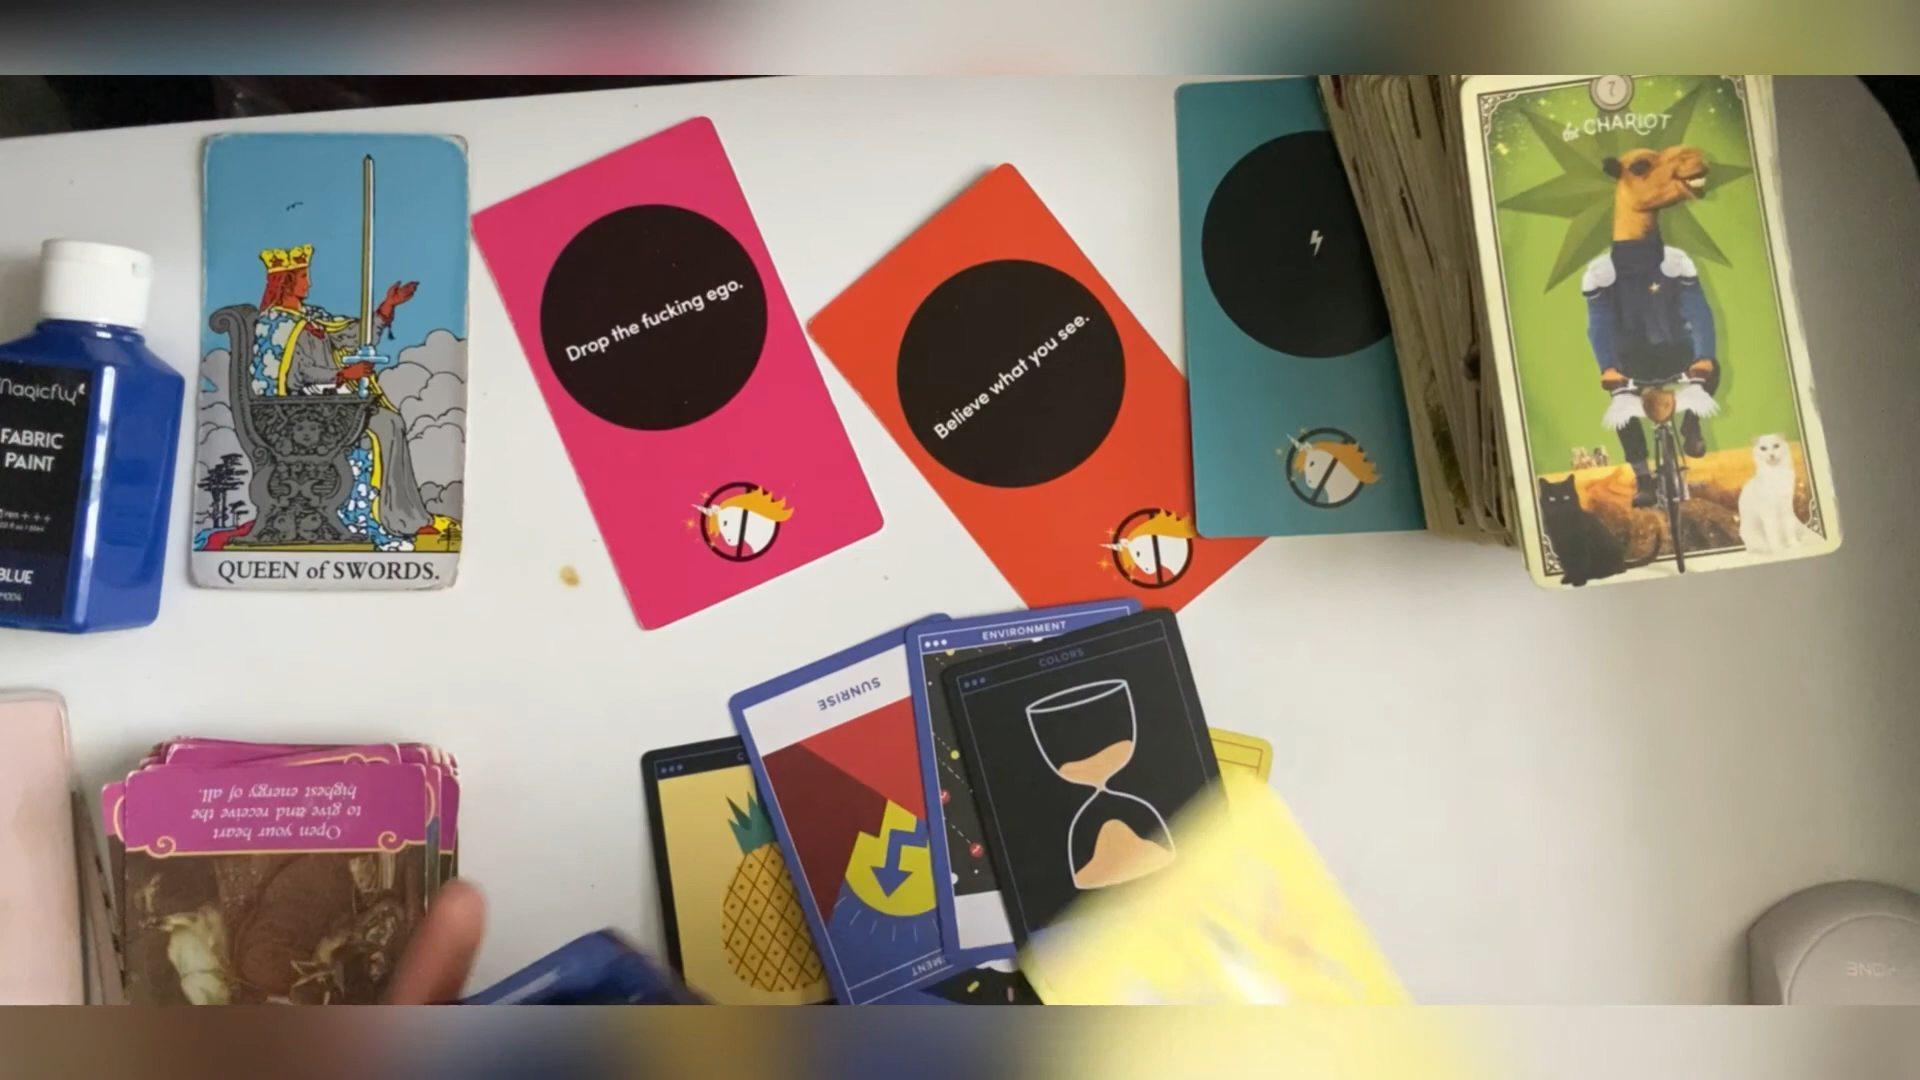 7
the CHARIOT
Drop the fucking ego.
Believe what you see.
QUEEN of SWORDS.
Magicfly
FABRIC
PAINT
BLUE
ENVIRONMENT
COLORS
SUNRISE
Open your heart
to give and receive the
highest energy of all.